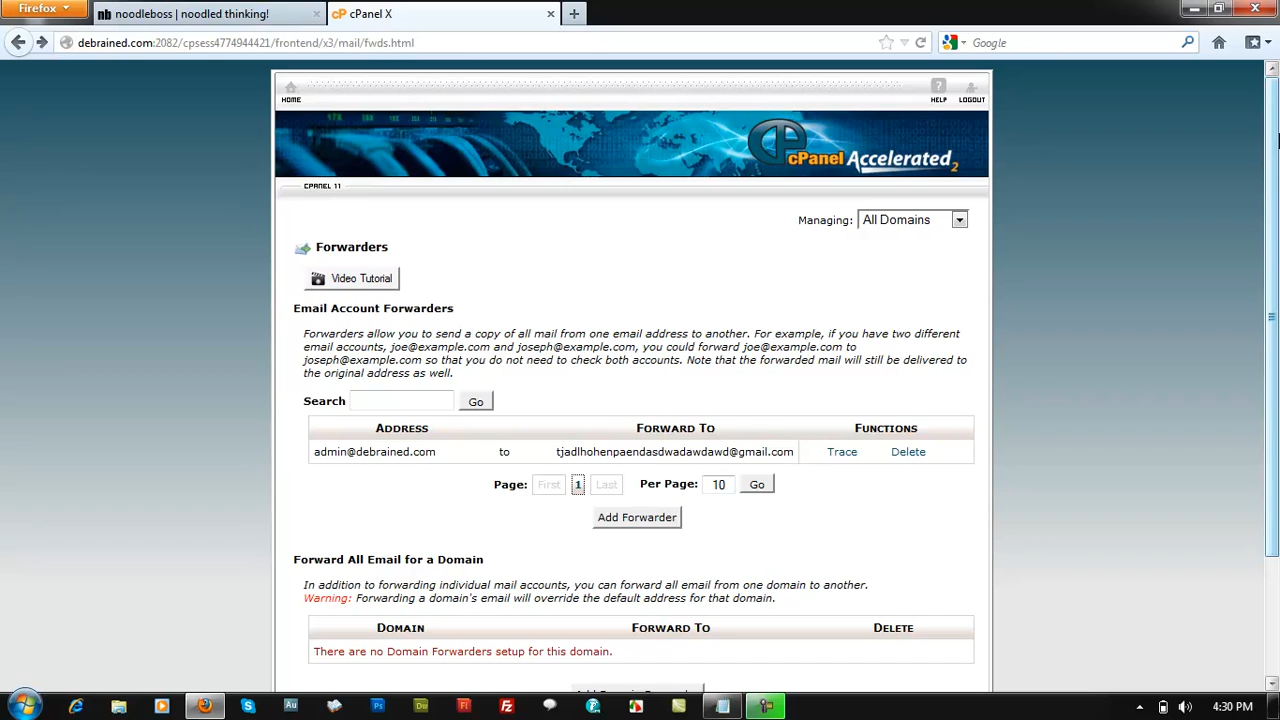 Firefox
noodleboss | noodled thinking!
cPanel X
debrained.com:2082/cpsess4774944421/frontend/x3/mail/fwds.html
Google
HOME
HELP
LOGOUT
cPanel Accelerated2
CPANEL 11
Managing: All Domains
Forwarders
Video Tutorial
Email Account Forwarders
Forwarders allow you to send a copy of all mail from one email address to another. For example, if you have two different
email accounts, joe@example.com and joseph@example.com, you could forward joe@example.com to
joseph@example.com so that you do not need to check both accounts. Note that the forwarded mail will still be delivered to
the original address as well.
Search Go
ADDRESS FORWARD TO FUNCTIONS
admin@debrained.com to tjadlhohenpaendasdwadawdawd@gmail.com Trace Delete
Page: First 1 Last Per Page: 10 Go
Add Forwarder
Forward All Email for a Domain
In addition to forwarding individual mail accounts, you can forward all email from one domain to another.
Warning: Forwarding a domain's email will override the default address for that domain.
DOMAIN FORWARD TO DELETE
There are no Domain Forwarders setup for this domain.
4:30 PM